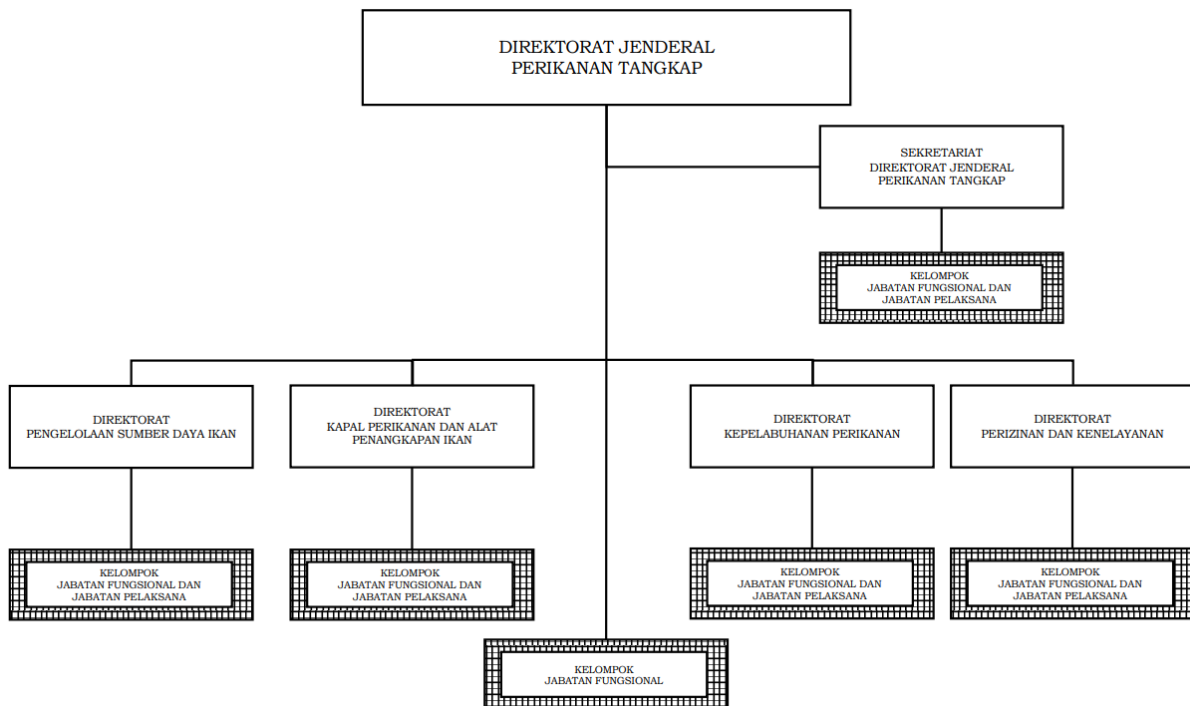 DIREKTORAT JENDERAL
PERIKANAN TANGKAP
SEKRETARIAT
DIREKTORAT JENDERAL
PERIKANAN TANGKAP
KELOMPOK
JABATAN FUNGSIONAL DAN
JABATAN PELAKSANA
DIREKTORAT
PENGELOLAAN SUMBER DAYA IKAN
DIREKTORAT
KAPAL PERIKANAN DAN ALAT
PENANGKAPAN IKAN
DIREKTORAT
KEPELABUHANAN PERIKANAN
DIREKTORAT
PERIZINAN DAN KENELAYANAN
KELOMPOK
JABATAN FUNGSIONAL DAN
JABATAN PELAKSANA
KELOMPOK
JABATAN FUNGSIONAL DAN
JABATAN PELAKSANA
KELOMPOK
JABATAN FUNGSIONAL DAN
JABATAN PELAKSANA
KELOMPOK
JABATAN FUNGSIONAL DAN
JABATAN PELAKSANA
KELOMPOK
JABATAN FUNGSIONAL